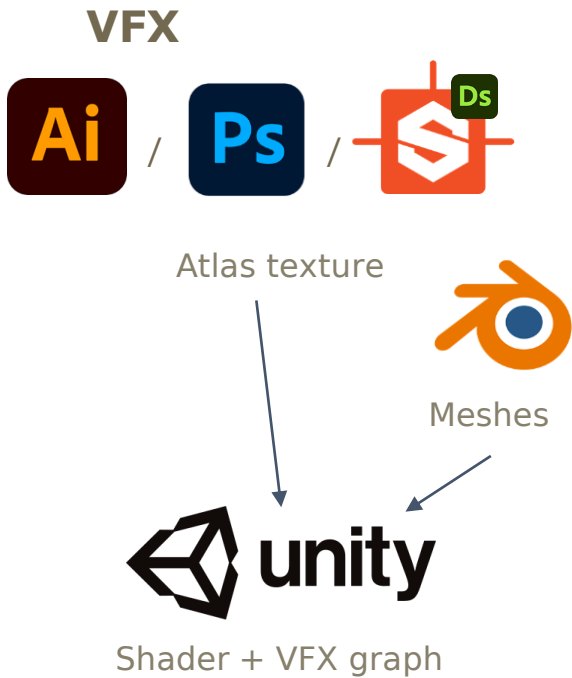 VFX
Ai / Ps / Ds
Atlas texture
Meshes
unity
Shader + VFX graph